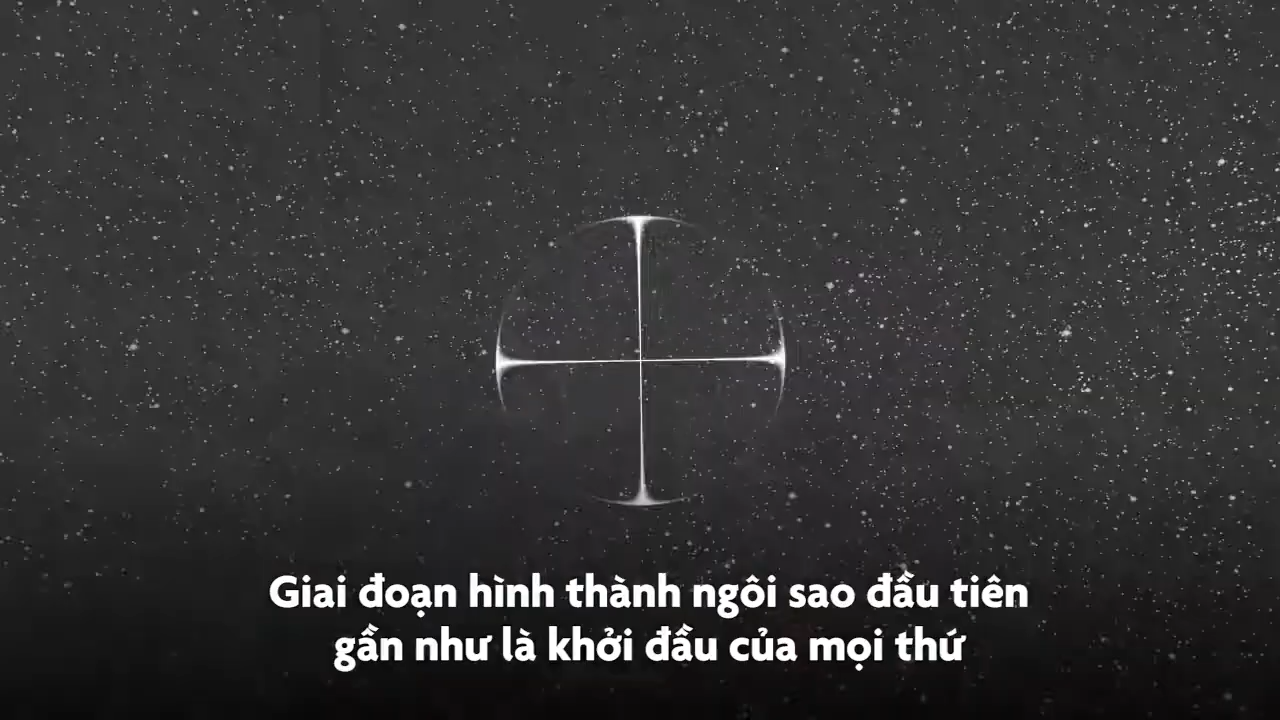 Giai đoạn hình thành ngôi sao đầu tiên
gần như là khởi đầu của mọi thứ